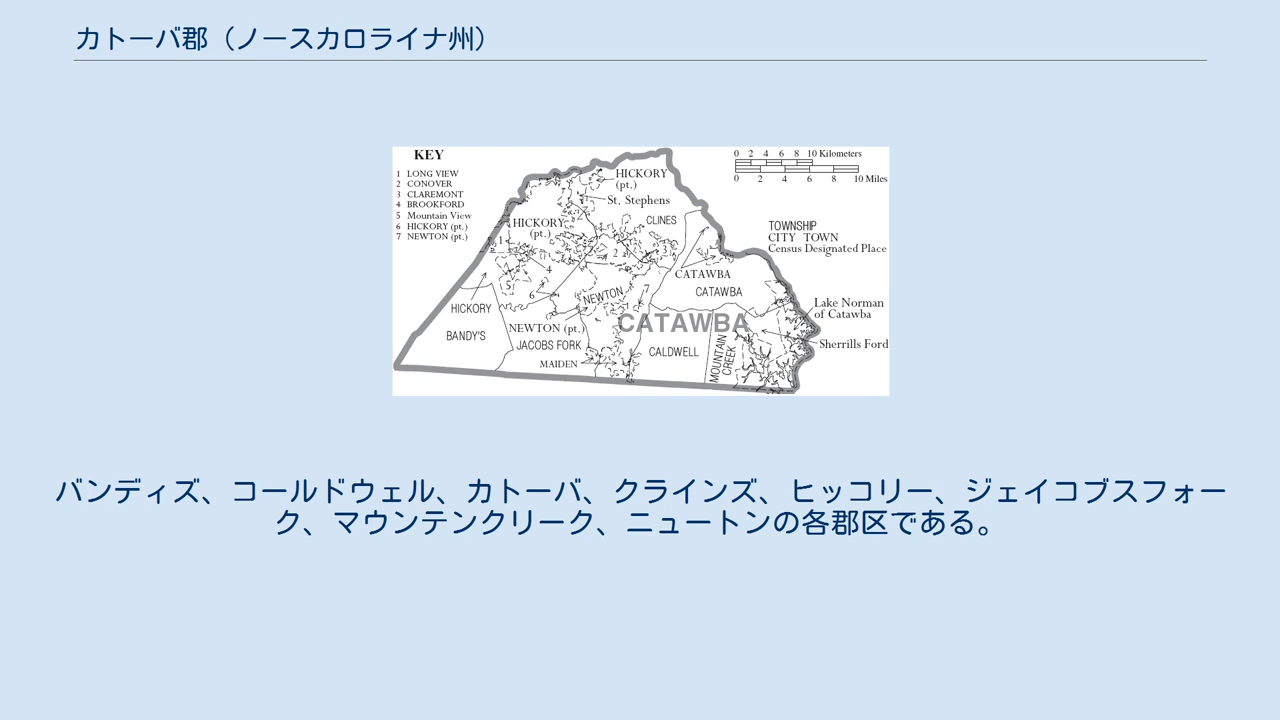 カトーバ郡（ノースカロライナ州）
KEY
1 LONG VIEW
2 CONOVER
3 CLAREMONT
4 BROOKFORD
5 Mountain View
6 HICKORY (pt.)
7 NEWTON (pt.)
0 2 4 6 8 10 Kilometers
0 2 4 6 8 10 Miles
HICKORY
(pt.)
St. Stephens
HICKORY
(pt.)
CLINES
TOWNSHIP
CITY TOWN
Census Designated Place
1
2
3
4
5
6
7
CATAWBA
CATAWBA
HICKORY
NEWTON
Lake Norman
of Catawba
CATAWBA
BANDY'S
NEWTON (pt.)
JACOBS FORK
MAIDEN
CALDWELL
MOUNTAIN
CREEK
Sherrills Ford
バンディズ、コールドウェル、カトーバ、クラインズ、ヒッコリー、ジェイコブスフォー
ク、マウンテンクリーク、ニュートンの各郡区である。